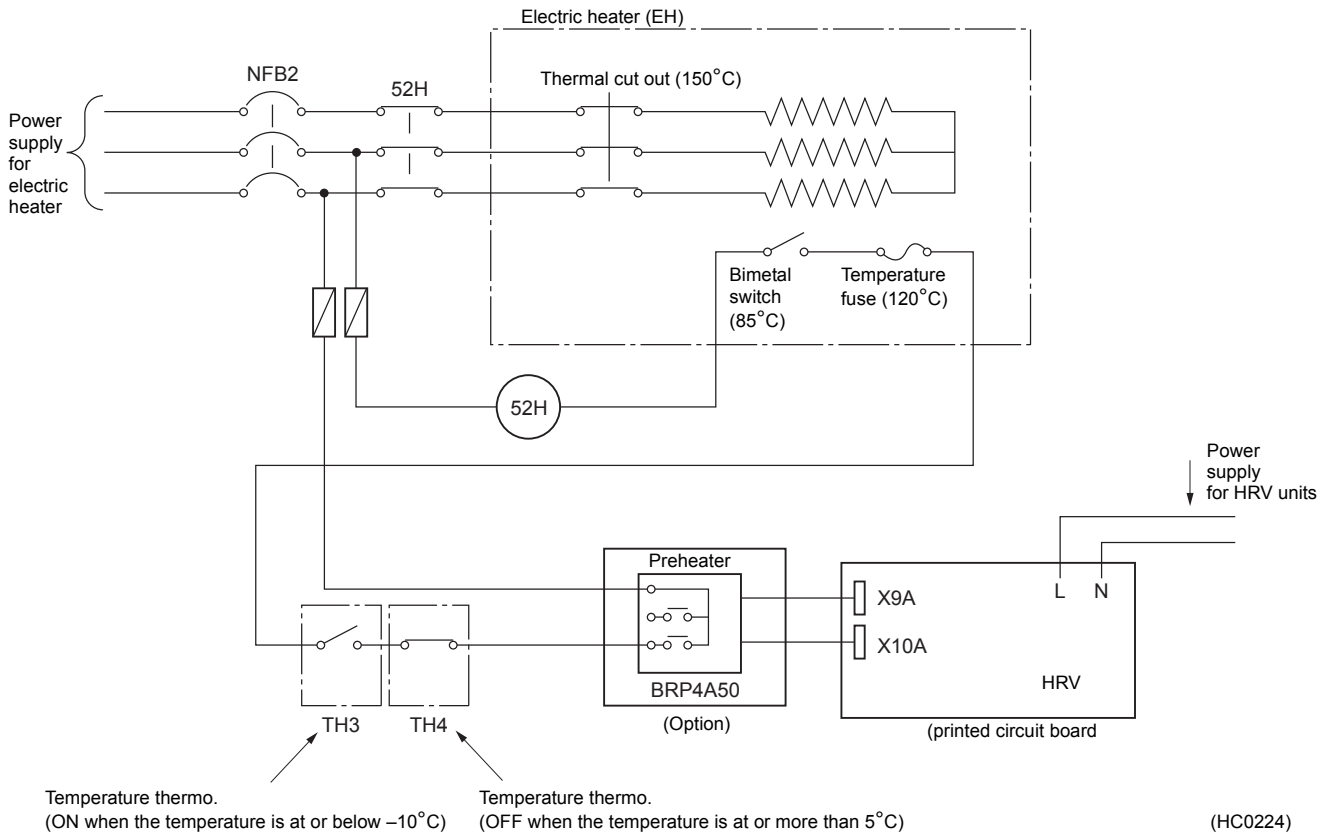 Electric heater (EH)
NFB2
52H
Thermal cut out (150°C)
Power
supply
for
electric
heater
Bimetal
switch
(85°C)
Temperature
fuse (120°C)
52H
Power
supply
for HRV units
Preheater
L N
X9A
X10A
BRP4A50
HRV
(Option)
(printed circuit board
TH3 TH4
Temperature thermo.
(ON when the temperature is at or below –10°C)
Temperature thermo.
(OFF when the temperature is at or more than 5°C)
(HC0224)